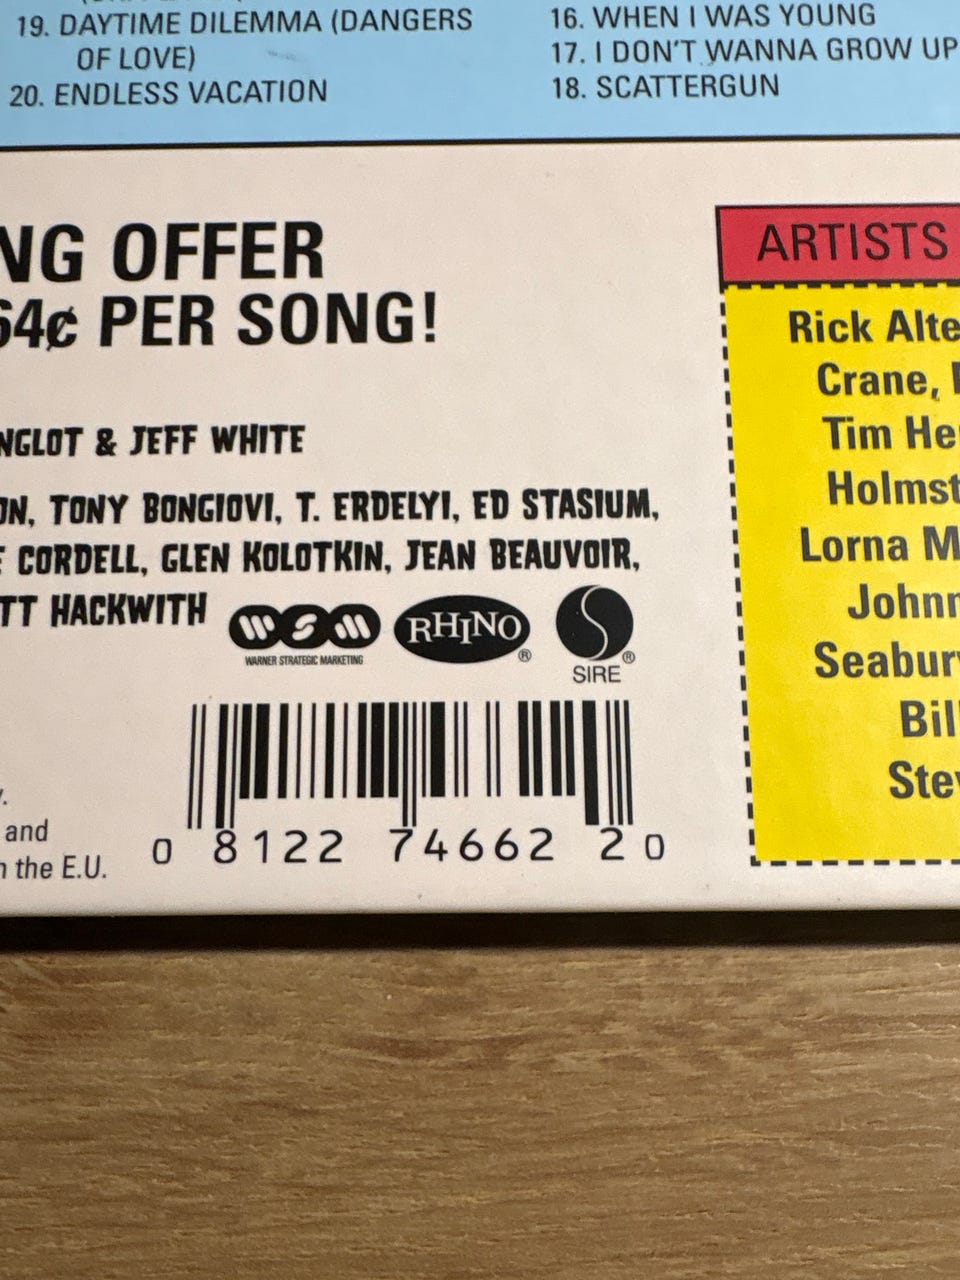 19. DAYTIME DILEMMA (DANGERS
OF LOVE)
20. ENDLESS VACATION
16. WHEN I WAS YOUNG
17. I DON'T WANNA GROW UP
18. SCATTERGUN
NG OFFER
64¢ PER SONG!
NGLOT & JEFF WHITE
ON, TONY BONGIOVI, T. ERDELYI, ED STASIUM,
E CORDELL, GLEN KOLOTKIN, JEAN BEAUVOIR,
TT HACKWITH
WSM
WARNER STRATEGIC MARKETING
RHINO®
SIRE®
0 8122 74662 2 0
.
and
n the E.U.
ARTISTS
Rick Alte
Crane,
Tim He
Holmst
Lorna M
Johnn
Seabury
Bil
Stev